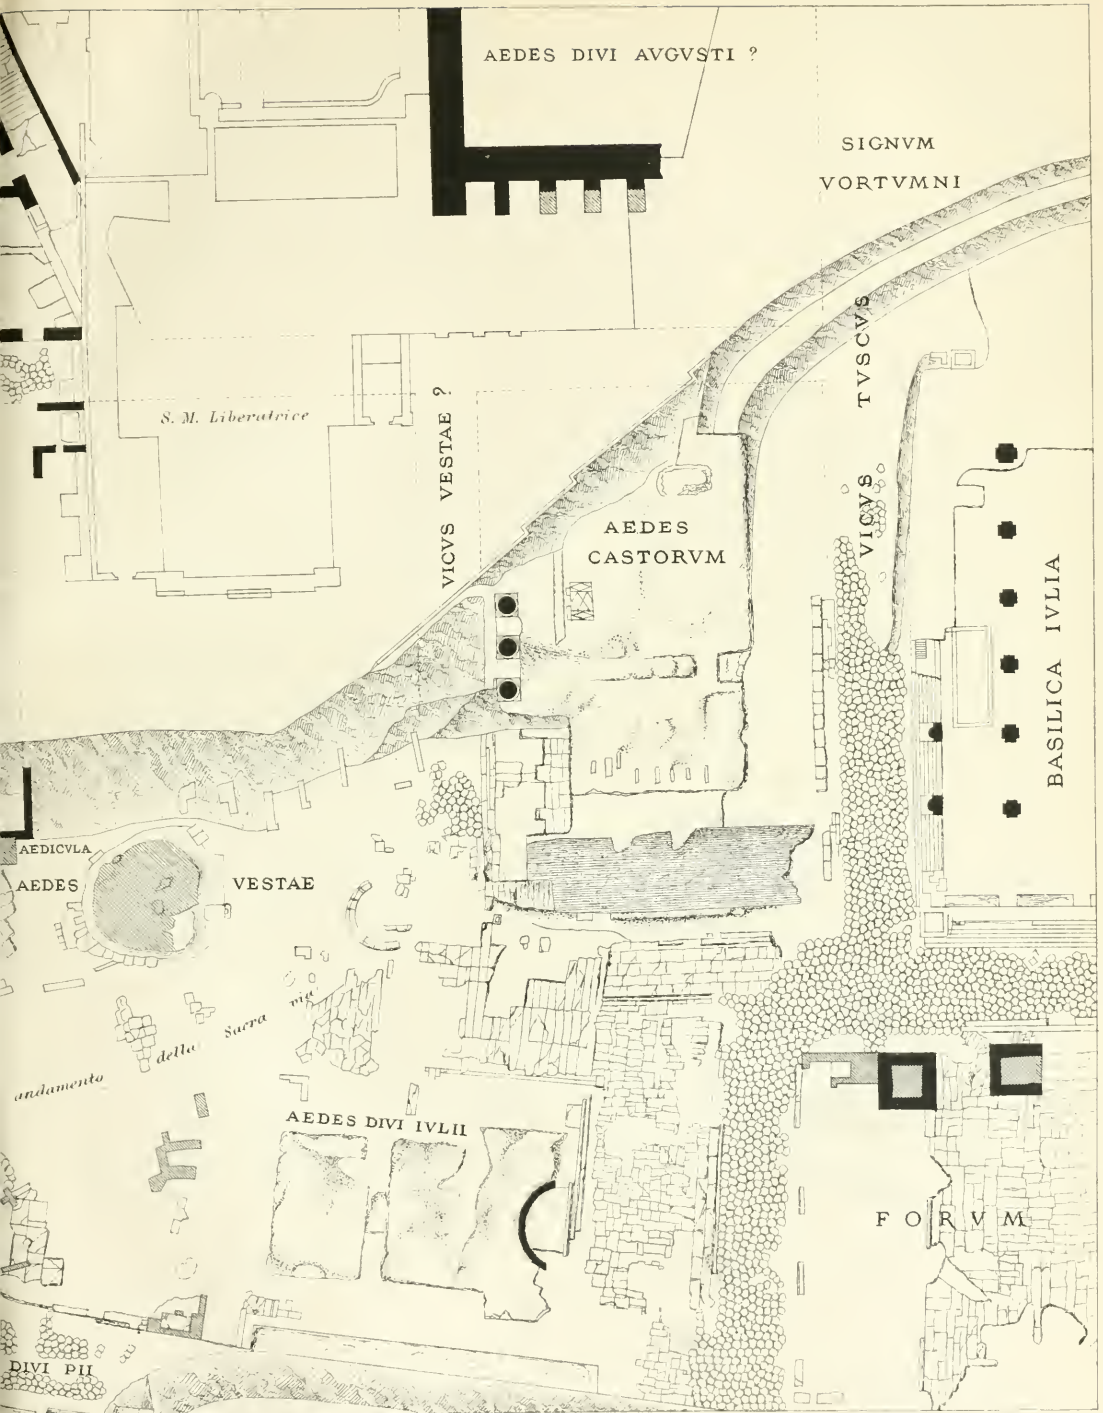 AEDES DIVI AVGVSTI ?
SIGNVM
VORTVMNI
VICVS TVSCVS
S. M. Liberatrice
VICVS VESTAE ?
AEDES
CASTORVM
BASILICA IVLIA
AEDICVLA
AEDES VESTAE
andamento della Sacra via
AEDES DIVI IVLII
FORVM
DIVI PII